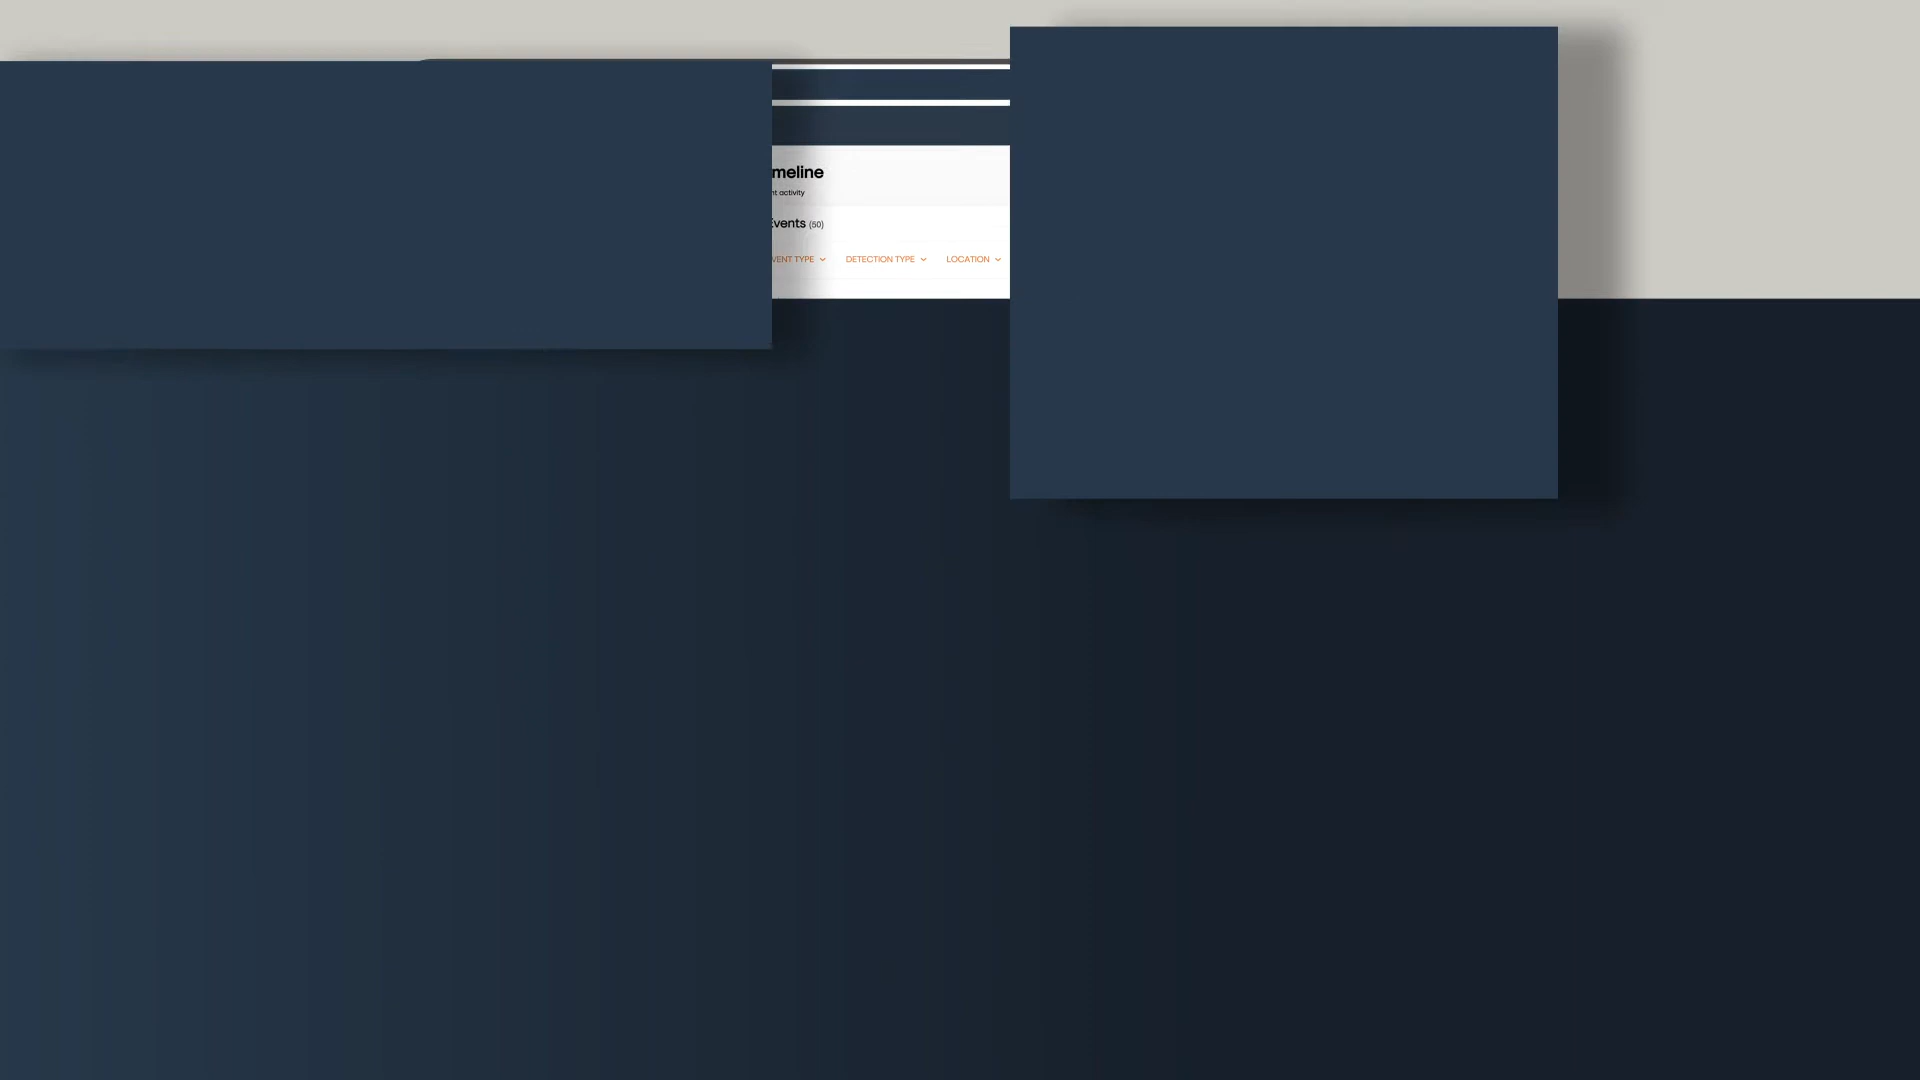 meline
nt activity
Events (50)
VENT TYPE DETECTION TYPE LOCATION